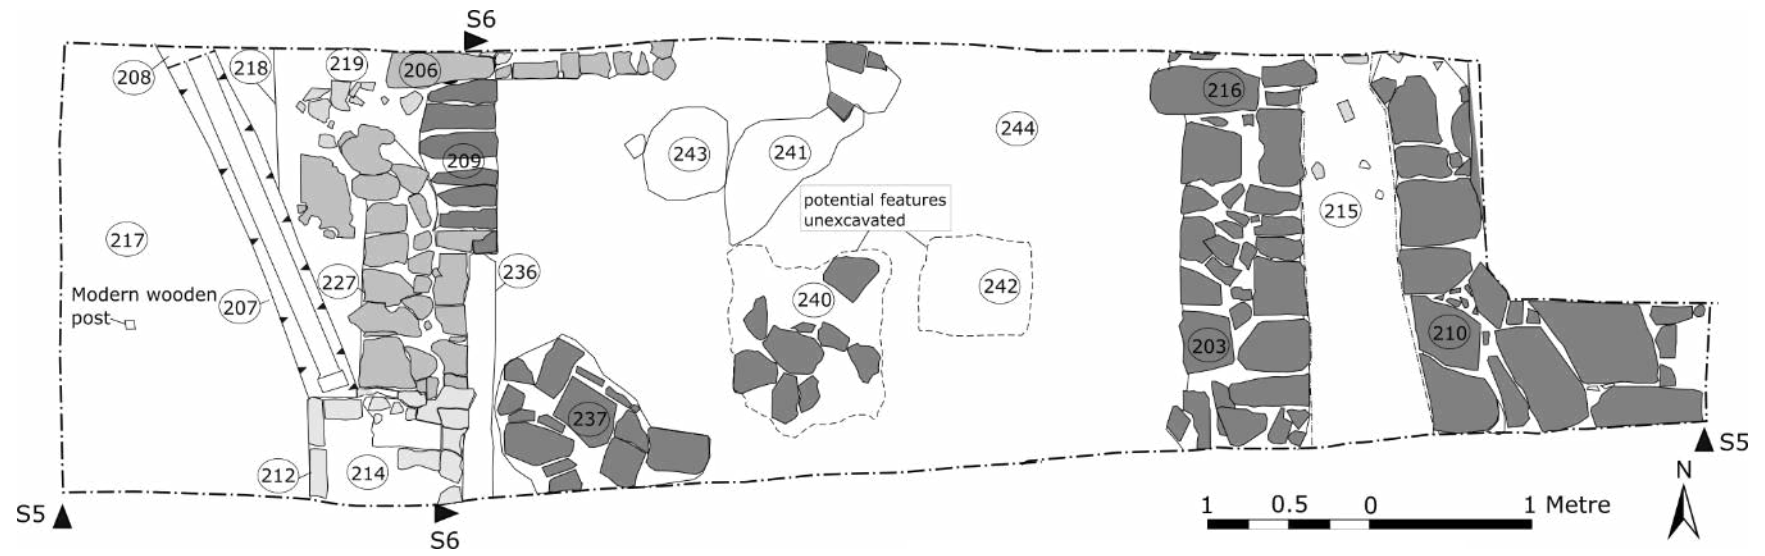 S6
208
218
219
206
216
209
243
241
244
potential features
unexcavated
215
217
227
236
240
242
Modern wooden
post
207
203
210
237
212
214
S5
S6
S5
N
1 0.5 0 1 Metre